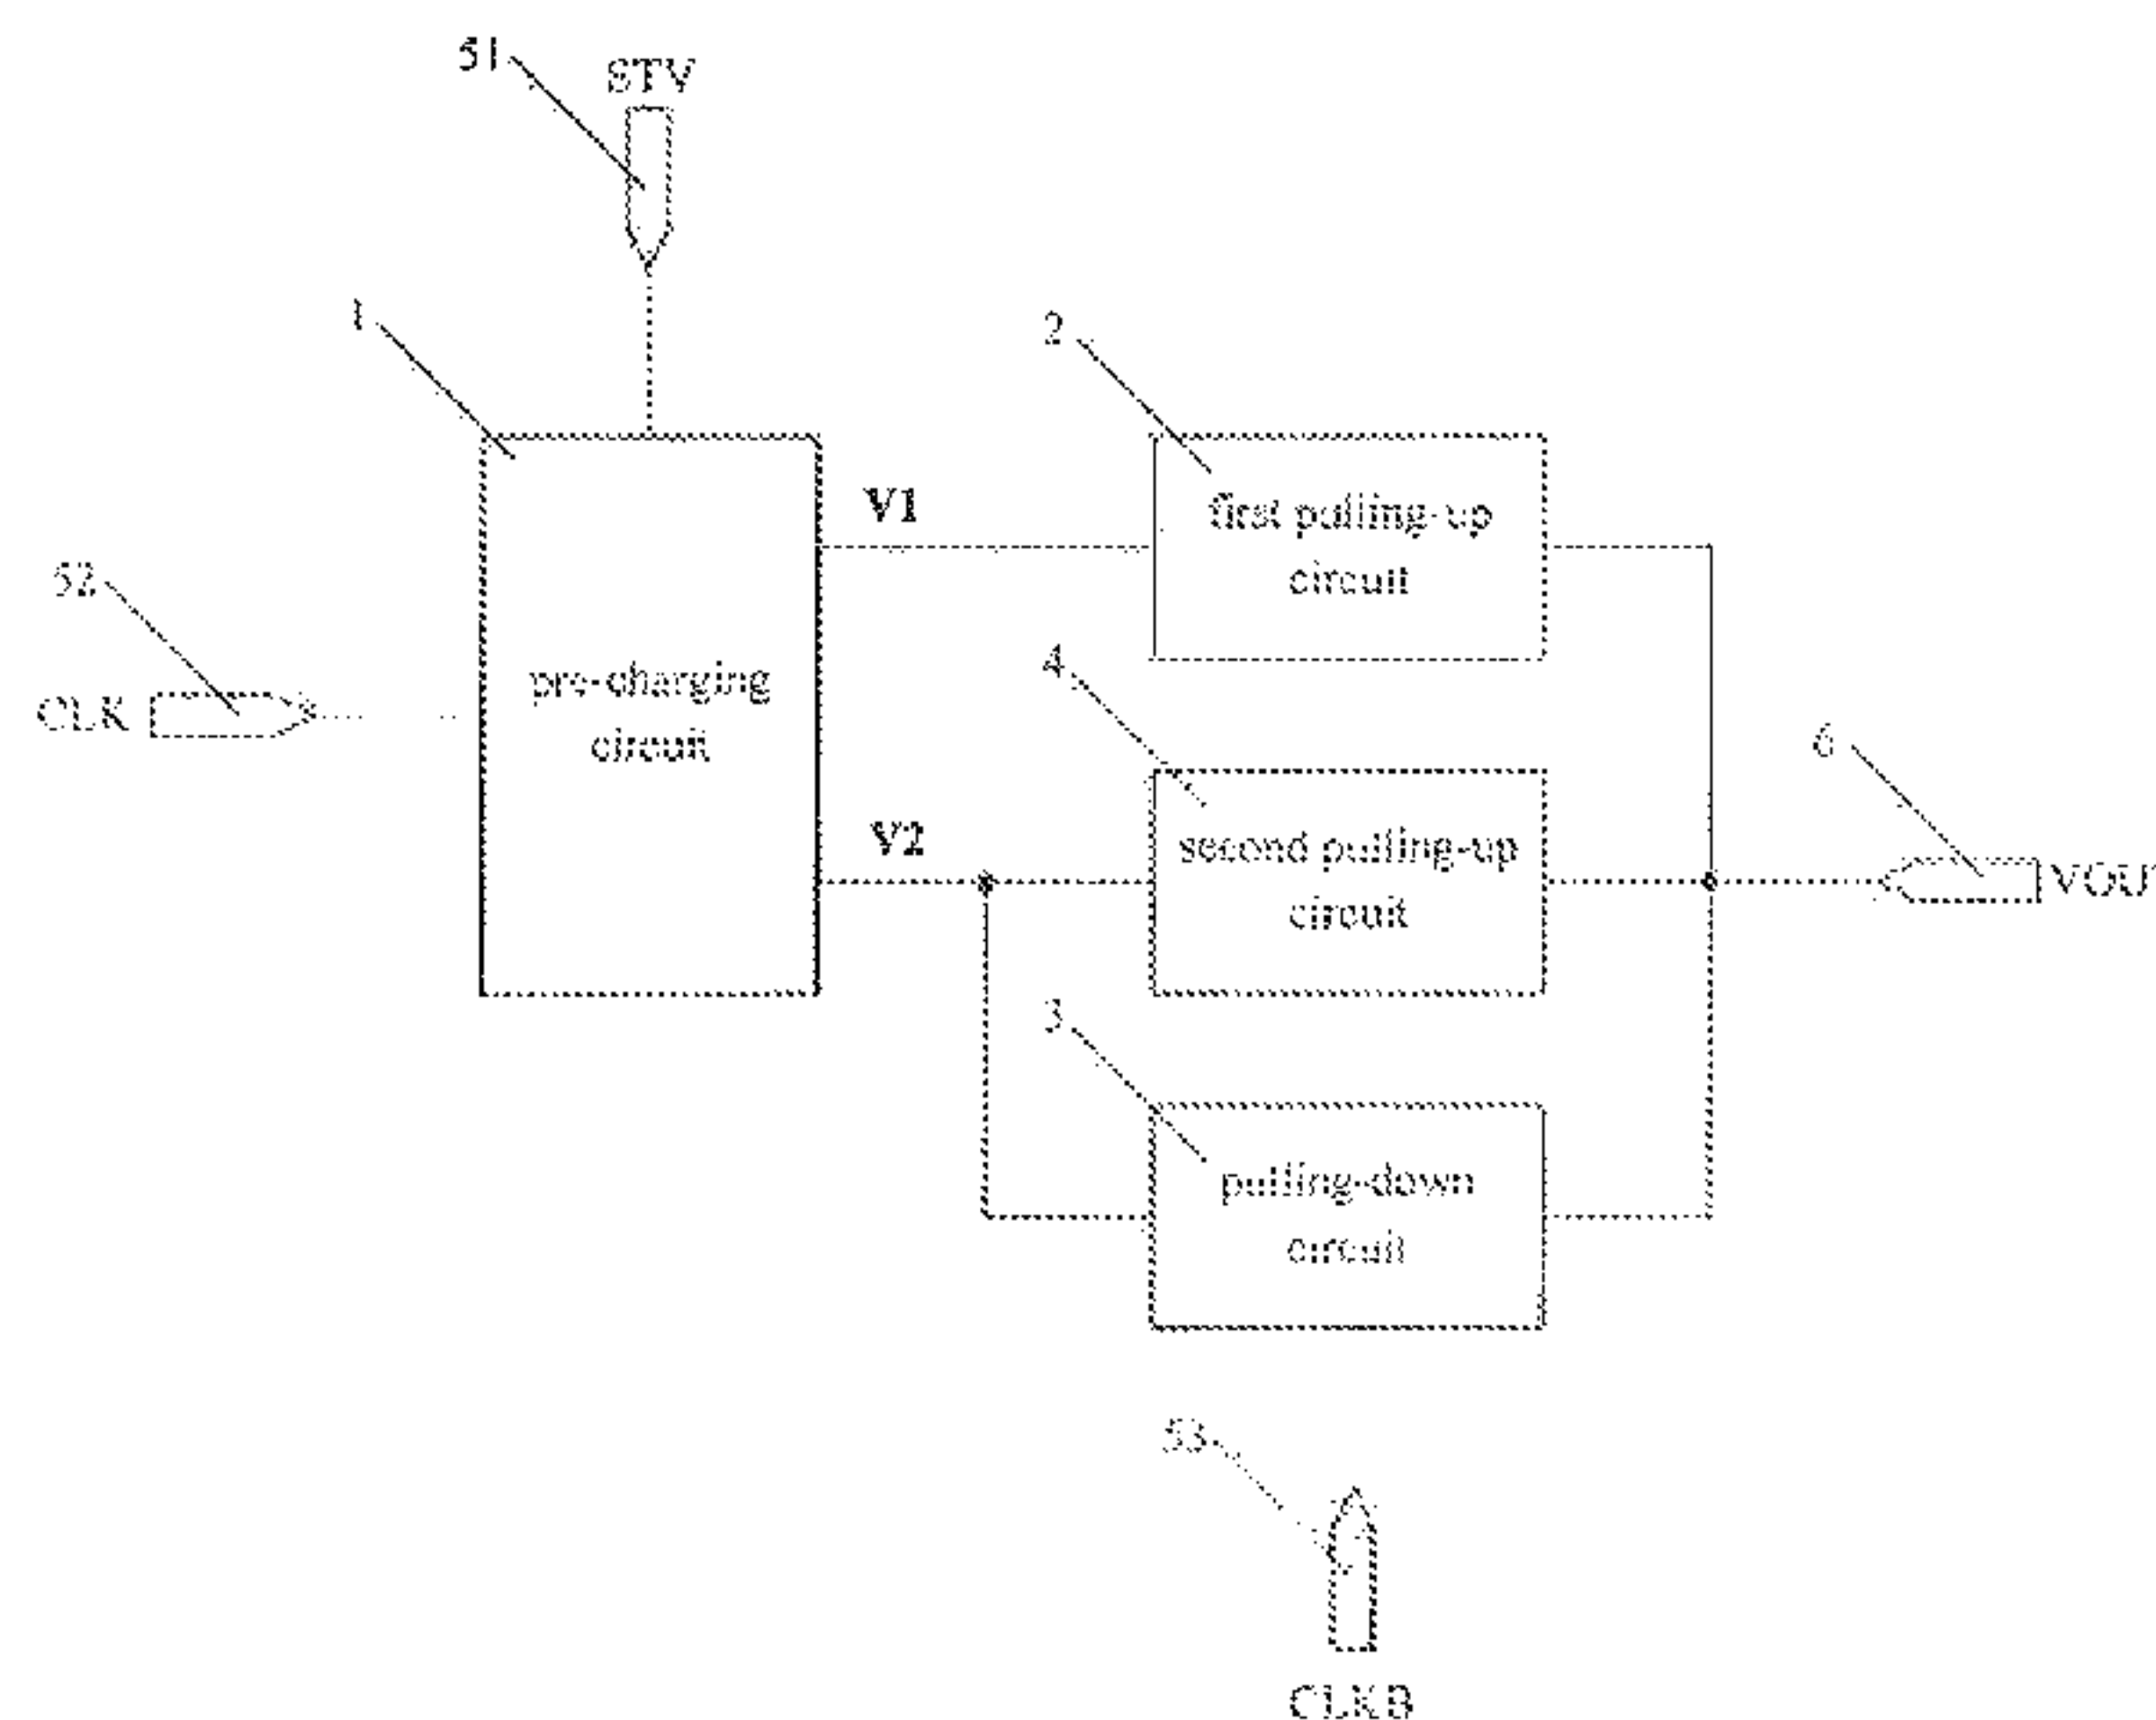 51
STV
1
2
V1
first pulling-up
circuit
52
CLK
pre-charging
circuit
4
6
V2
second pulling-up
circuit
VOUT
3
pulling-down
circuit
53
CLKB